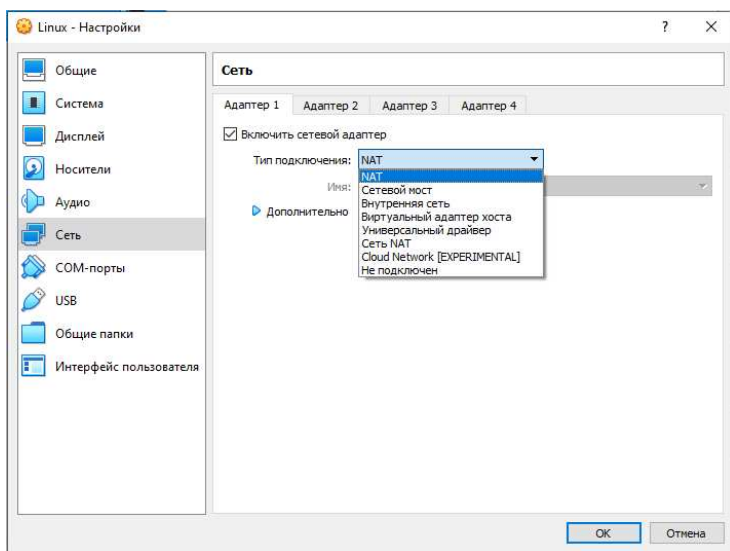 Linux - Настройки
?
Общие
Система
Дисплей
Носители
Аудио
Сеть
COM-порты
USB
Общие папки
Интерфейс пользователя
Сеть
Адаптер 1 Адаптер 2 Адаптер 3 Адаптер 4
Включить сетевой адаптер
Тип подключения: NAT
Имя:
Дополнительно
NAT
Сетевой мост
Внутренняя сеть
Виртуальный адаптер хоста
Универсальный драйвер
Сеть NAT
Cloud Network [EXPERIMENTAL]
Не подключен
OK Отмена